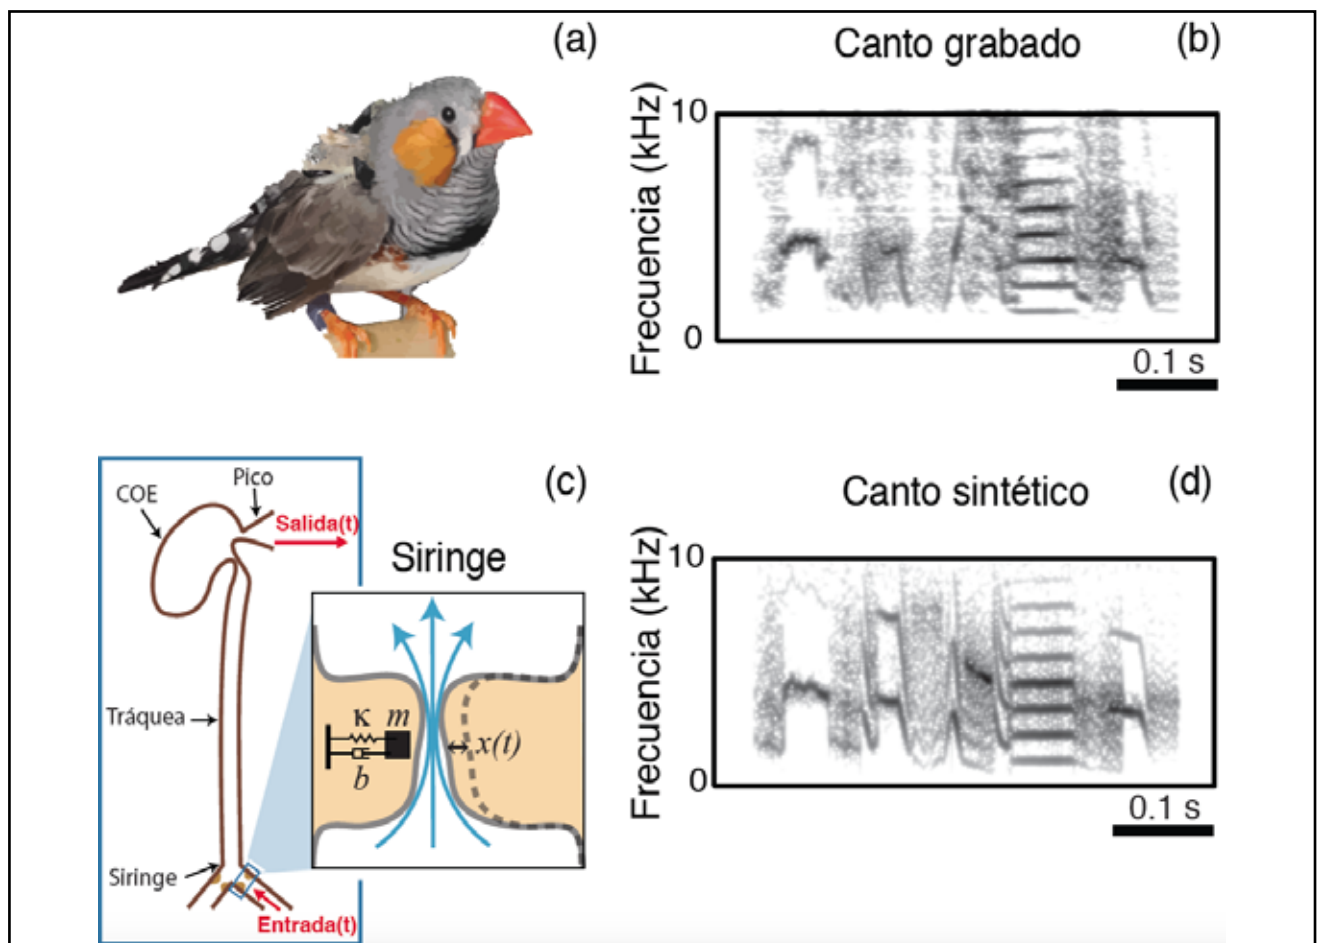 (a)
Canto grabado
(b)
Frecuencia (kHz)
10
0
0.1 s
(c)
COE
Pico
Salida(t)
Siringe
Tráquea
κ
m
b
x(t)
Siringe
Entrada(t)
Canto sintético
(d)
Frecuencia (kHz)
10
0
0.1 s